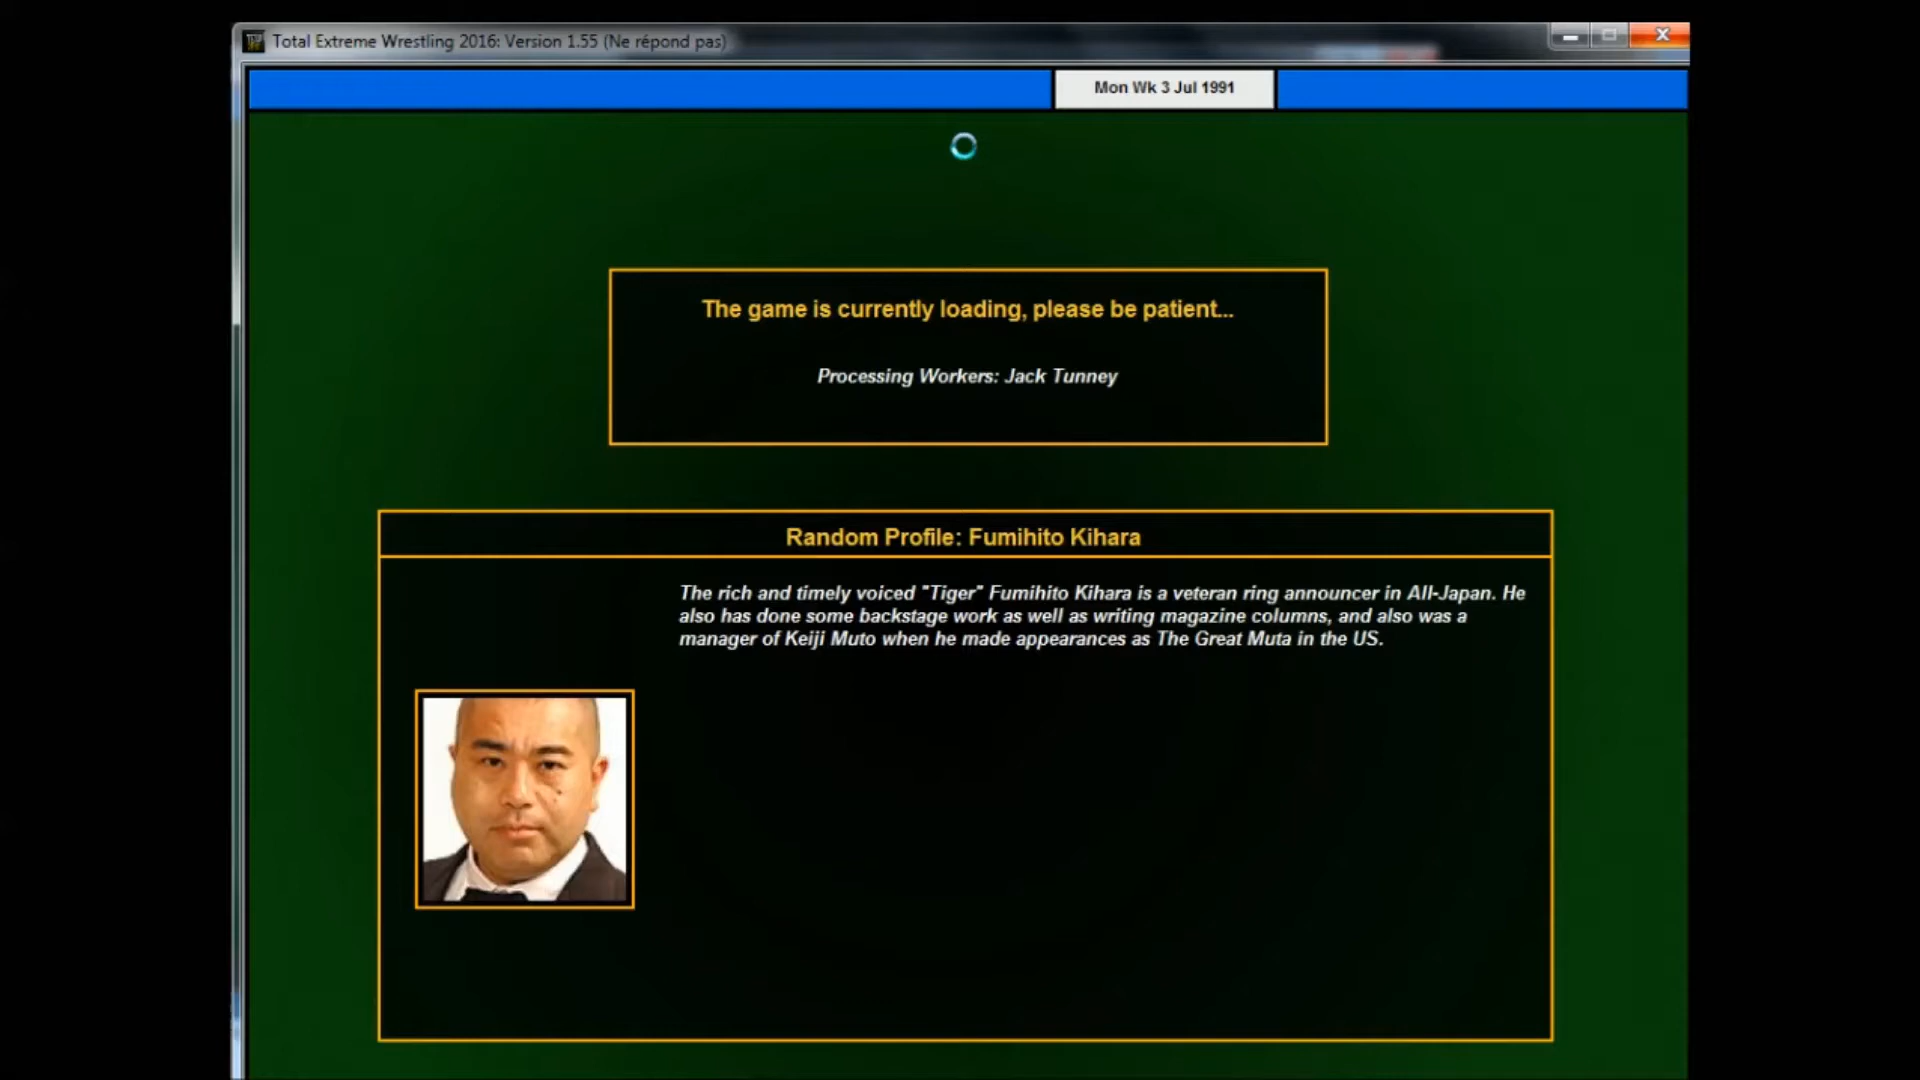 Total Extreme Wrestling 2016: Version 1.55 (Ne répond pas)
Mon Wk 3 Jul 1991
The game is currently loading, please be patient...
Processing Workers: Jack Tunney
Random Profile: Fumihito Kihara
The rich and timely voiced "Tiger" Fumihito Kihara is a veteran ring announcer in All-Japan. He
also has done some backstage work as well as writing magazine columns, and also was a
manager of Keiji Muto when he made appearances as The Great Muta in the US.